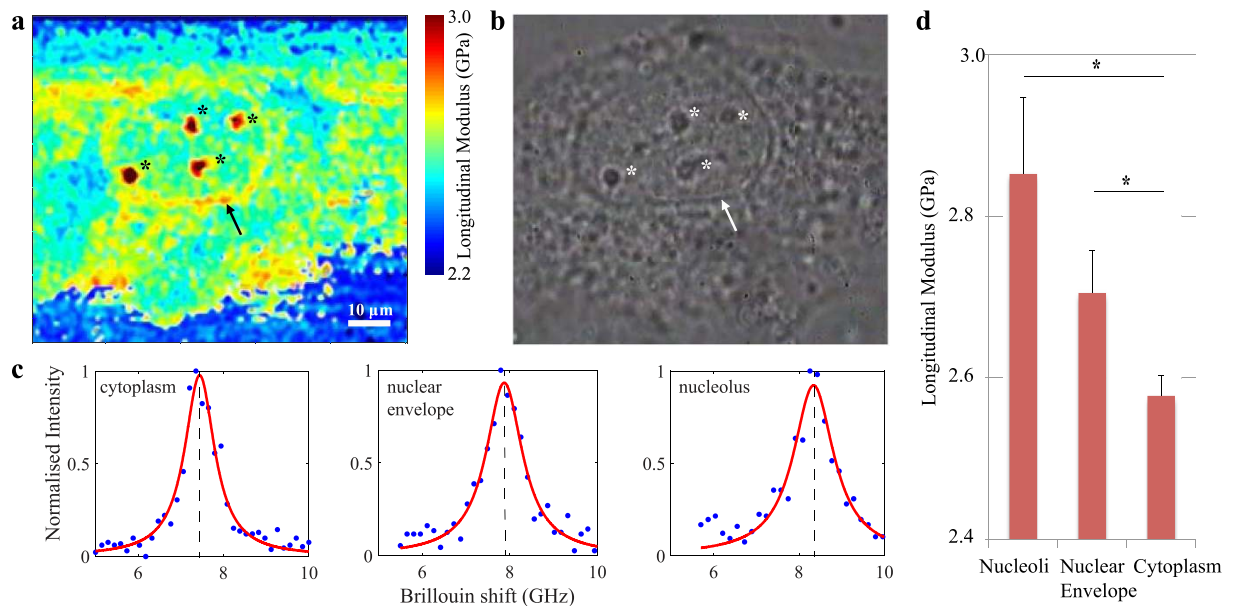 a
*
*
*
*
10 μm
3.0
2.2
Longitudinal Modulus (GPa)
b
*
*
*
*
c
Normalised Intensity
1
0.5
0
cytoplasm
6
8
10
1
0.5
0
nuclear
envelope
6
8
10
1
0.5
0
nucleolus
6
8
10
Brillouin shift (GHz)
d
Longitudinal Modulus (GPa)
3.0
2.8
2.6
2.4
*
*
Nucleoli
Nuclear
Envelope
Cytoplasm